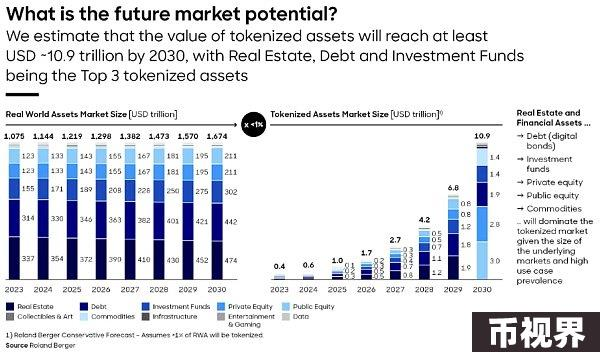 What is the future market potential?
We estimate that the value of tokenized assets will reach at least
USD ~10.9 trillion by 2030, with Real Estate, Debt and Investment Funds
being the Top 3 tokenized assets
Real World Assets Market Size [USD trillion]
x <1%
Tokenized Assets Market Size [USD trillion]¹⁾
1,075 1,144 1,219 1,298 1,382 1,473 1,570 1,674
123 133 143 155 167 181 195 211
123 133 143 155 167 181 195 211
155 171 189 208 228 250 275 302
314 330 346 363 382 401 421 442
337 354 372 390 410 430 452 474
2023 2024 2025 2026 2027 2028 2029 2030
0.4 0.6 1.0 1.7 2.7 4.2 6.8 10.9
1.4
1.4
1.9
2.8
3.0
2023 2024 2025 2026 2027 2028 2029 2030
Real Estate and
Financial Assets ...
→ Debt (digital
bonds)
→ Investment
funds
→ Private equity
→ Public equity
→ Commodities
.. will dominate the
tokenized market
given the size of
the underlying
markets and high
use case
prevalence
Real Estate Debt Investment Funds Private Equity Public Equity
Collectibles & Art Commodities Infrastructure Entertainment & Gaming Data
1) Roland Berger Conservative Forecast – Assumes <1% of RWA will be tokenized.
Source Roland Berger
币视界